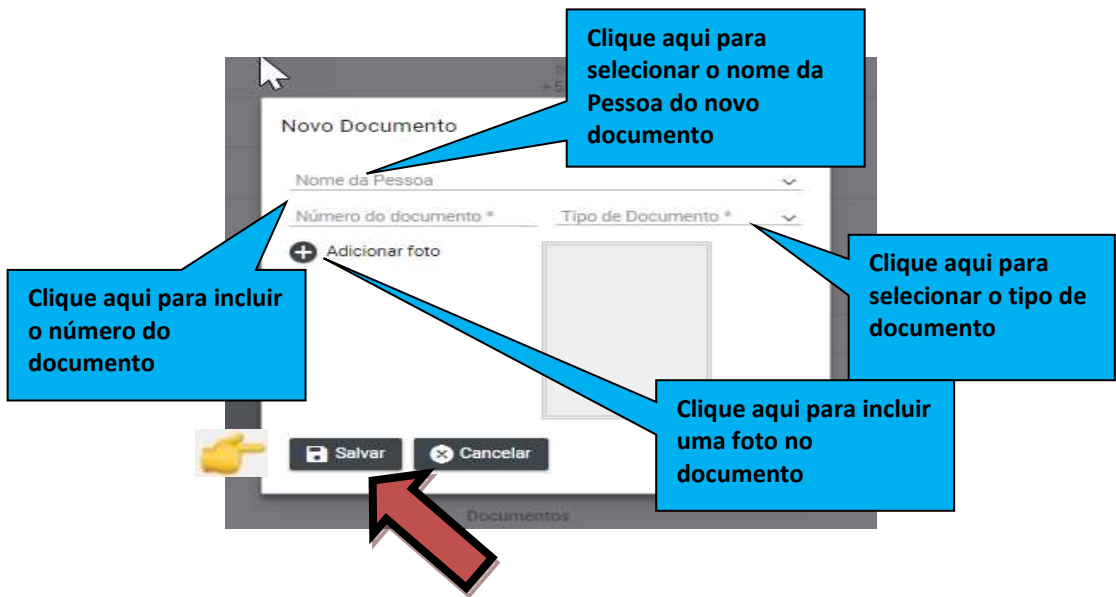 Clique aqui para
selecionar o nome da
Pessoa do novo
documento
Novo Documento
Nome da Pessoa
Número do documento *
Tipo de Documento *
Adicionar foto
Clique aqui para incluir
o número do
documento
Clique aqui para
selecionar o tipo de
documento
Clique aqui para incluir
uma foto no
documento
Salvar
Cancelar
Documentos